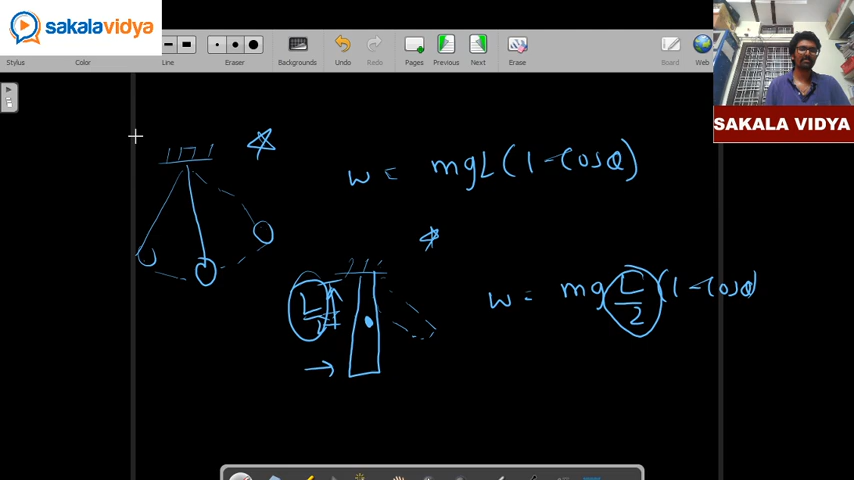 sakalavidya
Line
Eraser
Backgrounds
Undo
Redo
Pages
Previous
Next
Erase
Board
Web
Stylus
Color
SAKALA VIDYA
w = mgL(1-cosθ)
L/2
w = mg L/2 (1-cosθ